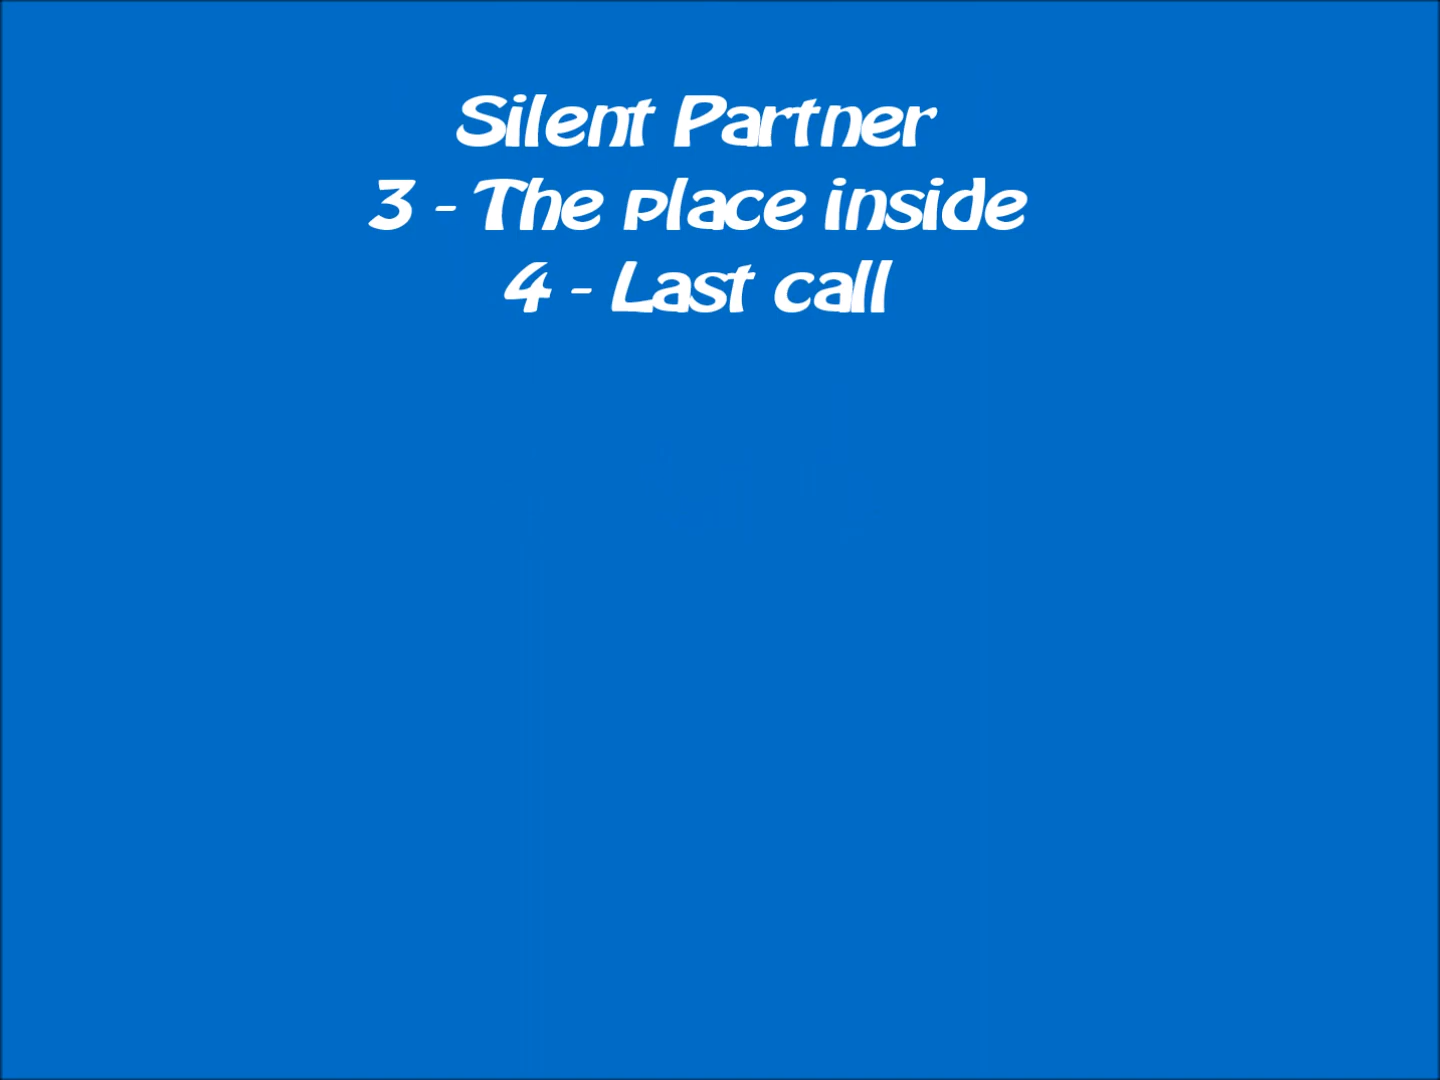 Silent Partner
3 - The place inside
4 - Last call